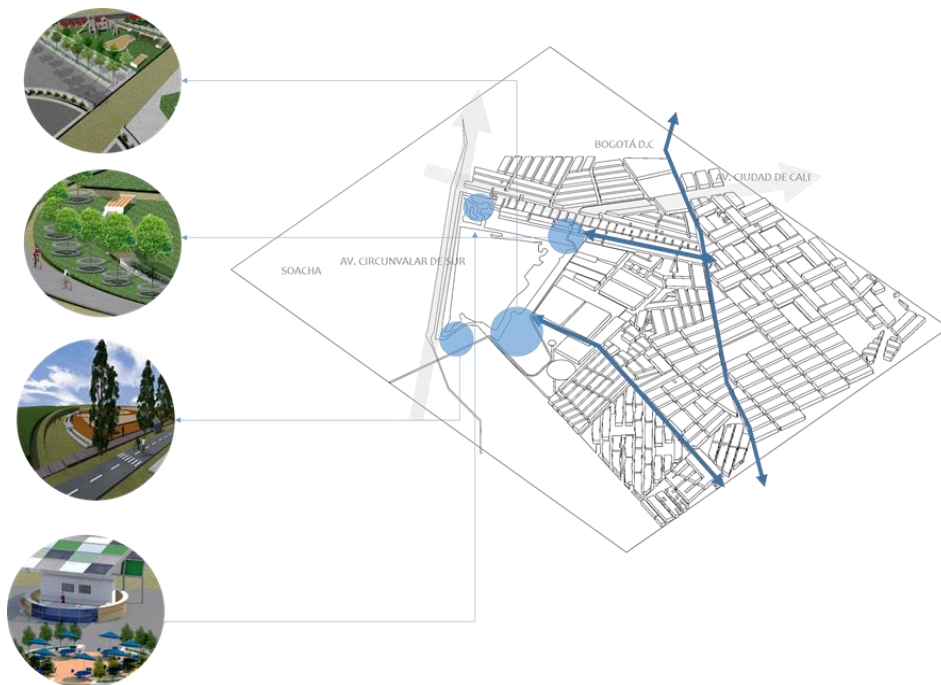 BOGOTÁ D.C
AV. CIUDAD DE CALI
AV. CIRCUNVALAR DE SUR
SOACHA